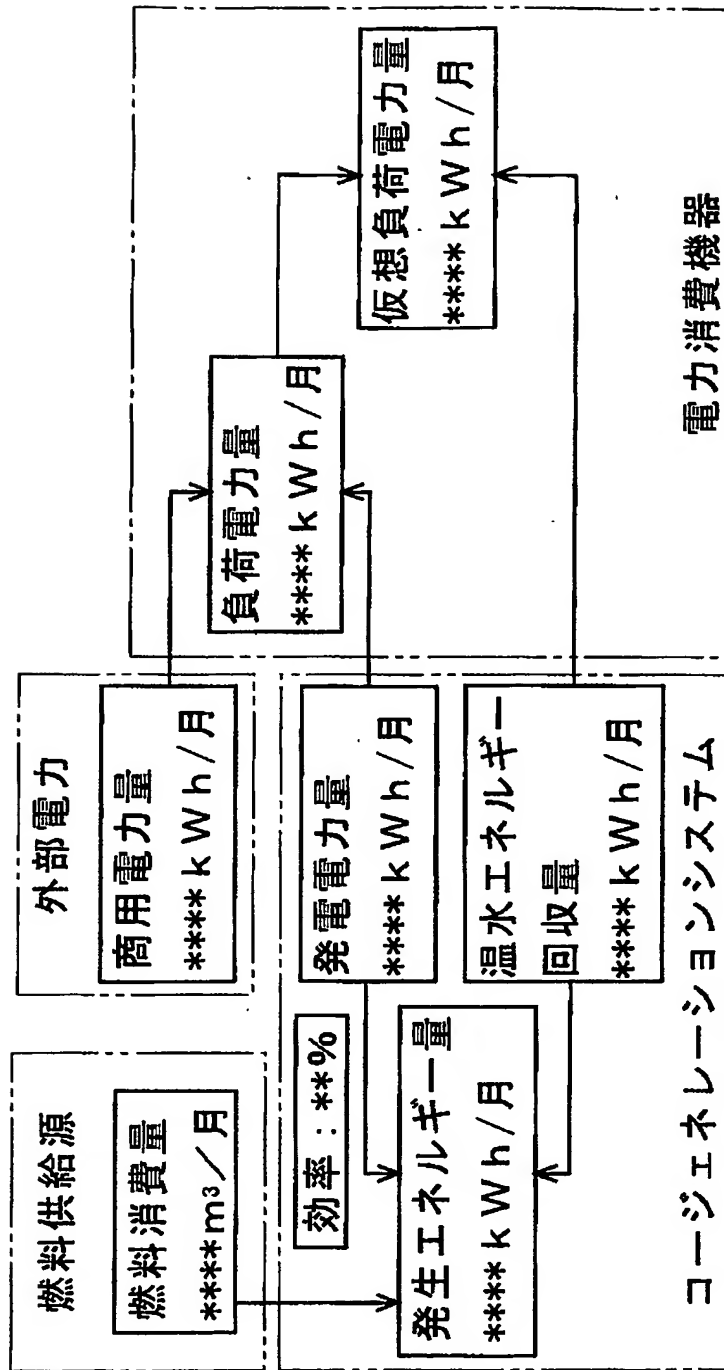 燃料供給源
燃料消費量
****m³／月
外部電力
商用電力量
****kWh/月
効率：**%
発生エネルギー量
****kWh/月
発電電力量
****kWh/月
温水エネルギー
回収量
****kWh/月
コージェネレーションシステム
負荷電力量
****kWh/月
仮想負荷電力量
****kWh/月
電力消費機器